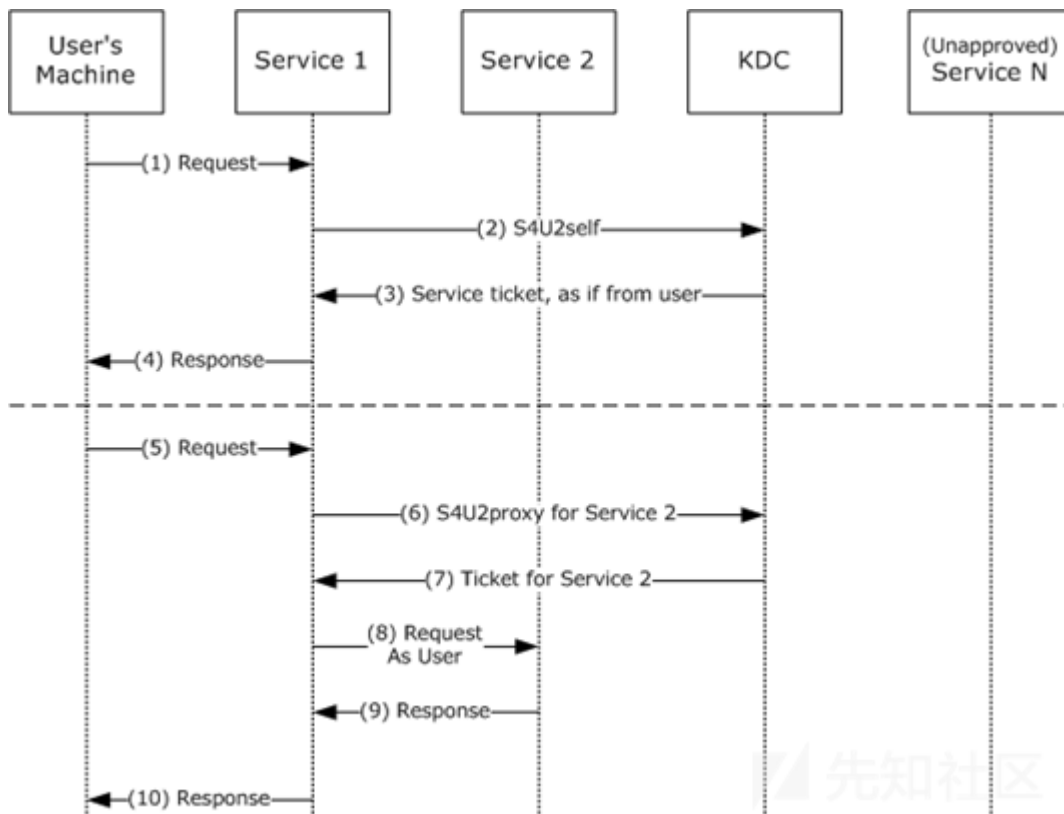 User's
Machine
Service 1
Service 2
KDC
(Unapproved)
Service N
(1) Request
(2) S4U2self
(3) Service ticket, as if from user
(4) Response
(5) Request
(6) S4U2proxy for Service 2
(7) Ticket for Service 2
(8) Request
As User
(9) Response
(10) Response
先知社区